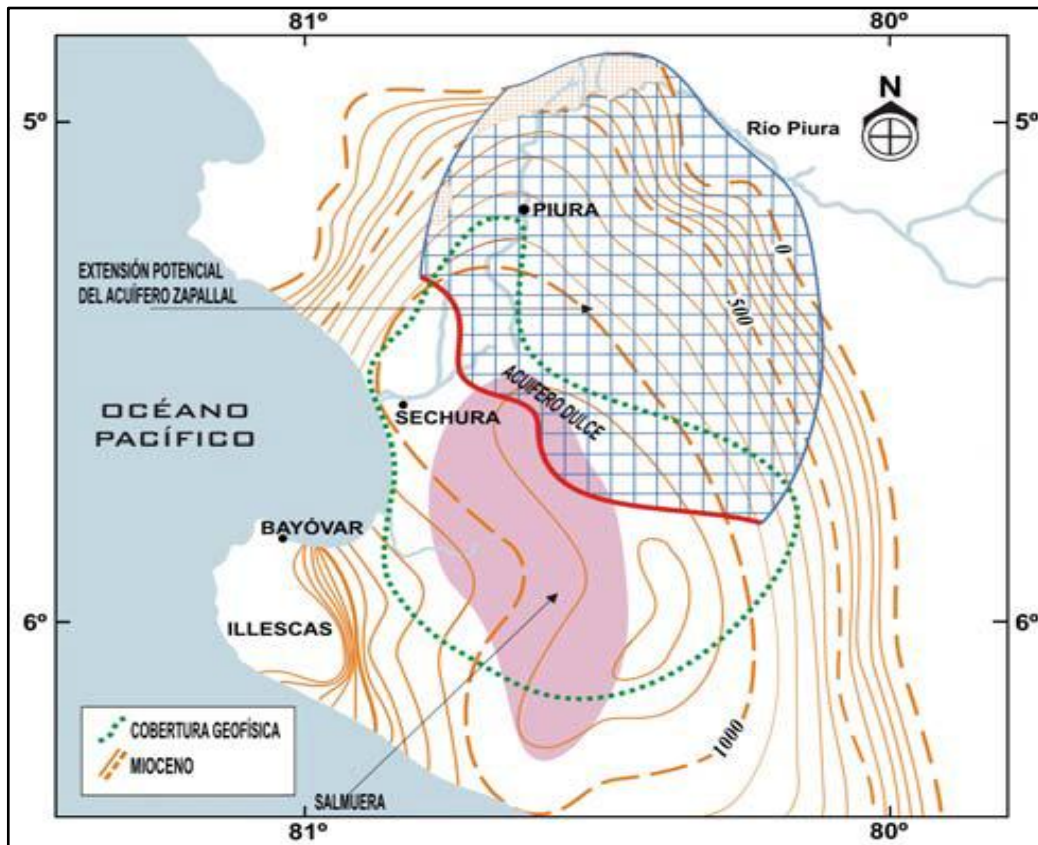 81º
80º
5º
5º
N
Río Piura
PIURA
EXTENSIÓN POTENCIAL
DEL ACUÍFERO ZAPALLAL
0
500
OCÉANO
PACÍFICO
SECHURA
ACUIFERO DULCE
BAYÓVAR
ILLESCAS
6º
6º
1000
COBERTURA GEOFÍSICA
MIOCENO
SALMUERA
81º
80º